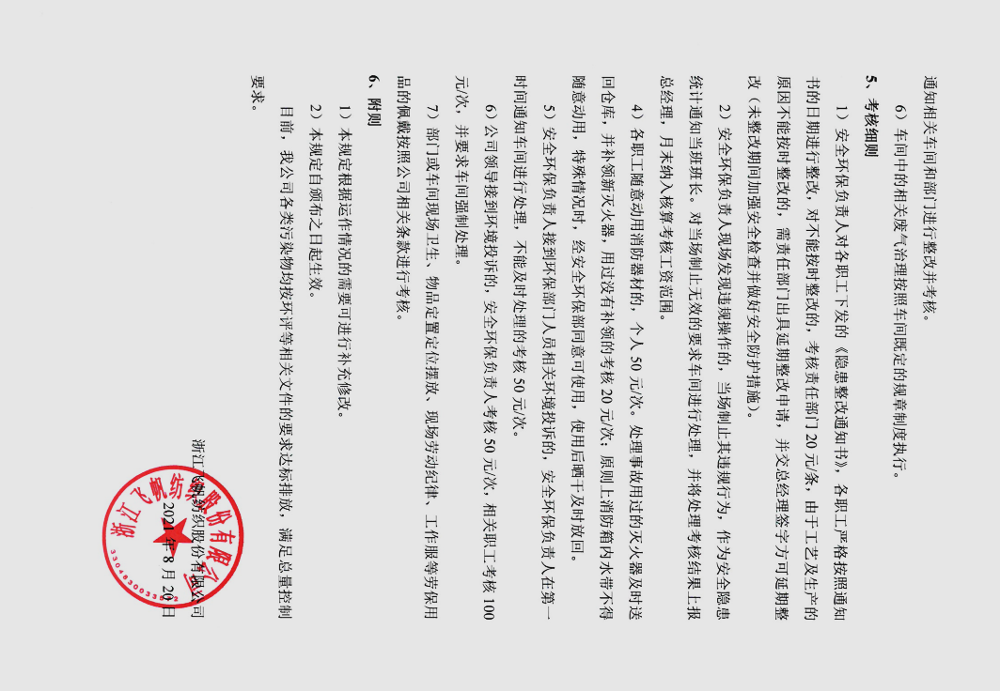 通知相关车间和部门进行整改并考核。
6）车间中的相关废气治理按照车间既定的规章制度执行。
5、考核细则
1）安全环保负责人对各职工下发的《隐患整改通知书》，各职工严格按照通知
书的日期进行整改，对不能按时整改的，考核责任部门 20 元/条，由于工艺及生产的
原因不能按时整改的，需责任部门出具延期整改申请，并交总经理签字方可延期整
改（未整改期间加强安全检查并做好安全防护措施）。
2）安全环保负责人现场发现违规操作的，当场制止其违规行为，作为安全隐患
统计通知当班班长。对当场制止无效的要求车间进行处理，并将处理考核结果上报
总经理，月末纳入核算考核工资范围。
4）各职工随意动用消防器材的，个人 50 元/次。处理事故用过的灭火器及时送
回仓库，并补领新灭火器，用过没有补领的考核 20 元/次；原则上消防箱内水带不得
随意动用，特殊情况时，经安全环保部同意可使用，使用后晒干及时放回。
5）安全环保负责人接到环保部门人员相关环境投诉的，安全环保负责人在第一
时间通知车间进行处理，不能及时处理的考核 50 元/次。
6）公司领导接到环境投诉的，安全环保负责人考核 50 元/次，相关职工考核 100
元/次，并要求车间强制处理。
7）部门或车间现场卫生、物品定置定位摆放、现场劳动纪律、工作服等劳保用
品的佩戴按照公司相关条款进行考核。
6、附则
1）本规定根据运作情况的需要可进行补充修改。
2）本规定自颁布之日起生效。
目前，我公司各类污染物均按环评等相关文件的要求达标排放，满足总量控制
要求。
浙江飞帆纺织股份有限公司
2021 年 8 月 20 日
浙江飞帆纺织股份有限公司